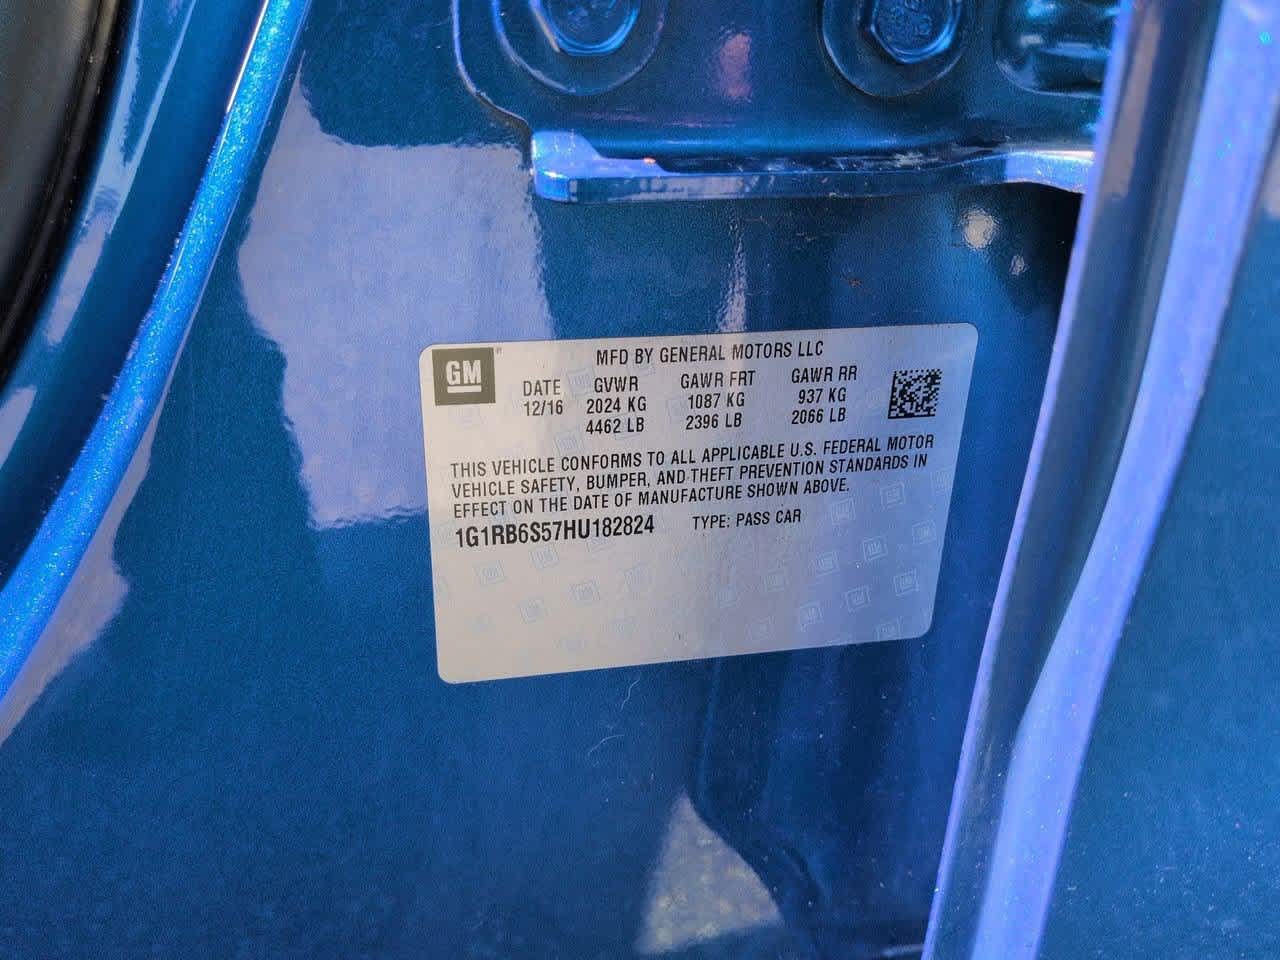 GM
MFD BY GENERAL MOTORS LLC
DATE GVWR GAWR FRT GAWR RR
12/16 2024 KG 1087 KG 937 KG
4462 LB 2396 LB 2066 LB
THIS VEHICLE CONFORMS TO ALL APPLICABLE U.S. FEDERAL MOTOR
VEHICLE SAFETY, BUMPER, AND THEFT PREVENTION STANDARDS IN
EFFECT ON THE DATE OF MANUFACTURE SHOWN ABOVE.
1G1RB6S57HU182824 TYPE: PASS CAR